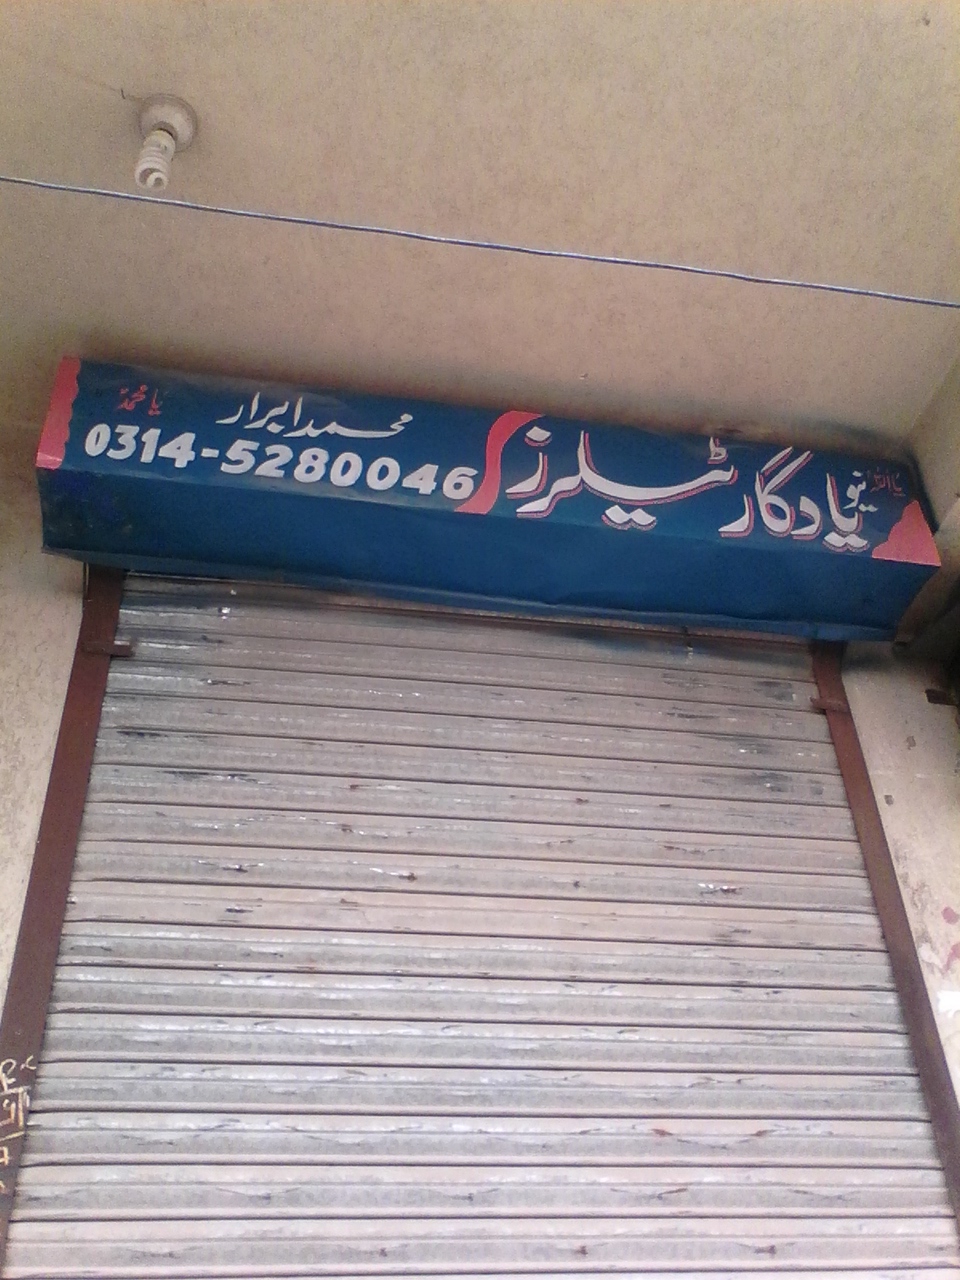 یا اللہ
نیو یادگار ٹیلرز
یا محمدؐ
محمد ابرار
0314-5280046